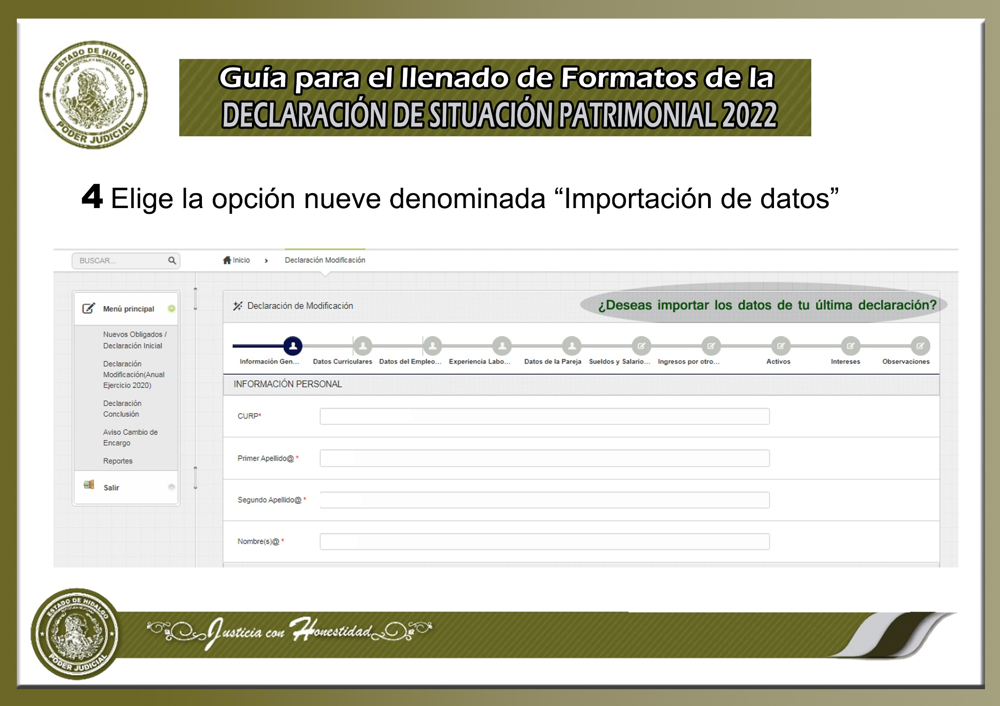 ESTADO DE HIDALGO
PODER JUDICIAL
Guía para el llenado de Formatos de la
DECLARACIÓN DE SITUACIÓN PATRIMONIAL 2022
4 Elige la opción nueve denominada “Importación de datos”
BUSCAR...
Inicio › Declaración Modificación
Menú principal
Nuevos Obligados /
Declaración Inicial
Declaración
Modificación(Anual
Ejercicio 2020)
Declaración
Conclusión
Aviso Cambio de
Encargo
Reportes
Salir
Declaración de Modificación
¿Deseas importar los datos de tu última declaración?
Información Gen... Datos Curriculares Datos del Empleo... Experiencia Labo... Datos de la Pareja Sueldos y Salario... Ingresos por otro... Activos Intereses Observaciones
INFORMACIÓN PERSONAL
CURP*
Primer Apellido@ *
Segundo Apellido@ *
Nombre(s)@ *
ESTADO DE HIDALGO
PODER JUDICIAL
Justicia con Honestidad